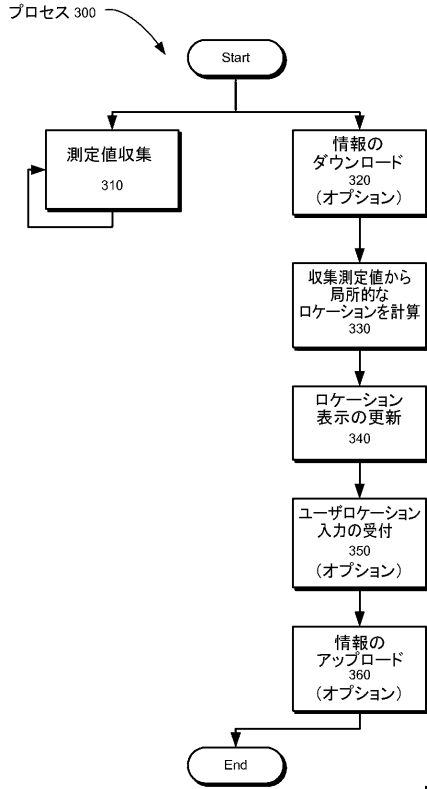 プロセス 300
Start
測定値収集
310
情報の
ダウンロード
320
（オプション）
収集測定値から
局所的な
ロケーションを計算
330
ロケーション
表示の更新
340
ユーザロケーション
入力の受付
350
（オプション）
情報の
アップロード
360
（オプション）
End